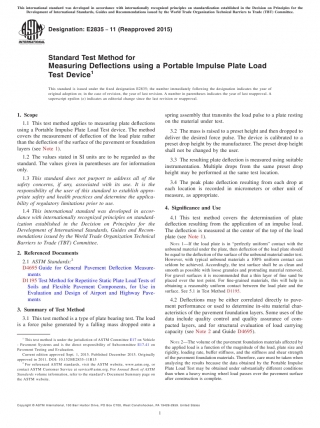 This international standard was developed in accordance with internationally recognized principles on standardization established in the Decision on Principles for the
Development of International Standards, Guides and Recommendations issued by the World Trade Organization Technical Barriers to Trade (TBT) Committee.
Designation: E2835 - 11 (Reapproved 2015)
Standard Test Method for
Measuring Deflections using a Portable Impulse Plate Load
Test Device1
This standard is issued under the fixed designation E2835; the number immediately following the designation indicates the year of
original adoption or, in the case of revision, the year of last revision. A number in parentheses indicates the year of last reapproval. A
superscript epsilon (ε) indicates an editorial change since the last revision or reapproval.
1. Scope
1.1 This test method applies to measuring plate deflections
using a Portable Impulse Plate Load Test device. The method
covers the measurement of deflection of the load plate rather
than the deflection of the surface of the pavement or foundation
layers (see Note 1).
1.2 The values stated in SI units are to be regarded as the
standard. The values given in parentheses are for information
only.
1.3 This standard does not purport to address all of the
safety concerns, if any, associated with its use. It is the
responsibility of the user of this standard to establish appro-
priate safety and health practices and determine the applica-
bility of regulatory limitations prior to use.
1.4 This international standard was developed in accor-
dance with internationally recognized principles on standard-
ization established in the Decision on Principles for the
Development of International Standards, Guides and Recom-
mendations issued by the World Trade Organization Technical
Barriers to Trade (TBT) Committee.
2. Referenced Documents
2.1 ASTM Standards:2
D4695 Guide for General Pavement Deflection Measure-
ments
D1195 Test Method for Repetitive Static Plate Load Tests of
Soils and Flexible Pavement Components, for Use in
Evaluation and Design of Airport and Highway Pave-
ments
3. Summary of Test Method
3.1 This test method is a type of plate bearing test. The load
is a force pulse generated by a falling mass dropped onto a
1 This test method is under the jurisdiction of ASTM Committee E17 on Vehicle
- Pavement Systems and is the direct responsibility of Subcommittee E17.41 on
Pavement Testing and Evaluation.
Current edition approved Sept. 1, 2015. Published December 2015. Originally
approved in 2011. DOI: 10.1520/E2835-11R15
2 For referenced ASTM standards, visit the ASTM website, www.astm.org, or
contact ASTM Customer Service at service@astm.org. For Annual Book of ASTM
Standards volume information, refer to the standard's Document Summary page on
the ASTM website.
spring assembly that transmits the load pulse to a plate resting
on the material under test.
3.2 The mass is raised to a preset height and then dropped to
deliver the desired force pulse. The device is calibrated to a
preset drop height by the manufacturer. The preset drop height
shall not be changed by the user.
3.3 The resulting plate deflection is measured using suitable
instrumentation. Multiple drops from the same preset drop
height may be performed at the same test location.
3.4 The peak plate deflection resulting from each drop at
each location is recorded in micrometers or other unit of
measure, as appropriate.
4. Significance and Use
4.1 This test method covers the determination of plate
deflection resulting from the application of an impulse load.
The deflection is measured at the center of the top of the load
plate (see Note 1).
NOTE 1—If the load plate is in “perfectly uniform” contact with the
unbound material under the plate, then deflection of the load plate should
be equal to the deflection of the surface of the unbound material under test.
However, with typical unbound materials a 100% uniform contact can
seldom be achieved. Accordingly, the test surface shall be as clean and
smooth as possible with loose granules and protruding material removed.
For gravel surfaces it is recommended that a thin layer of fine sand be
placed over the test point. For fine-grained materials, this will help in
obtaining a reasonably uniform contact between the load plate and the
surface. See 5.1 in Test Method D1195.
4.2 Deflections may be either correlated directly to pave-
ment performance or used to determine in-situ material char-
acteristics of the pavement foundation layers. Some uses of the
data include quality control and quality assurance of com-
pacted layers, and for structural evaluation of load carrying
capacity (see Note 2 and Guide D4695).
NOTE 2—The volume of the pavement foundation materials affected by
the applied load is a function of the magnitude of the load, plate size and
rigidity, loading rate, buffer stiffness, and the stiffness and shear strength
of the pavement foundation materials. Therefore, care must be taken when
analyzing the results because the data obtained by the Portable Impulse
Plate Load Test may be obtained under substantially different conditions
than when a heavy moving wheel load passes over the pavement surface
after construction is complete.
Copyright © ASTM International, 100 Barr Harbor Drive, PO Box C700, West Conshohocken, PA 19428-2959. United States
1